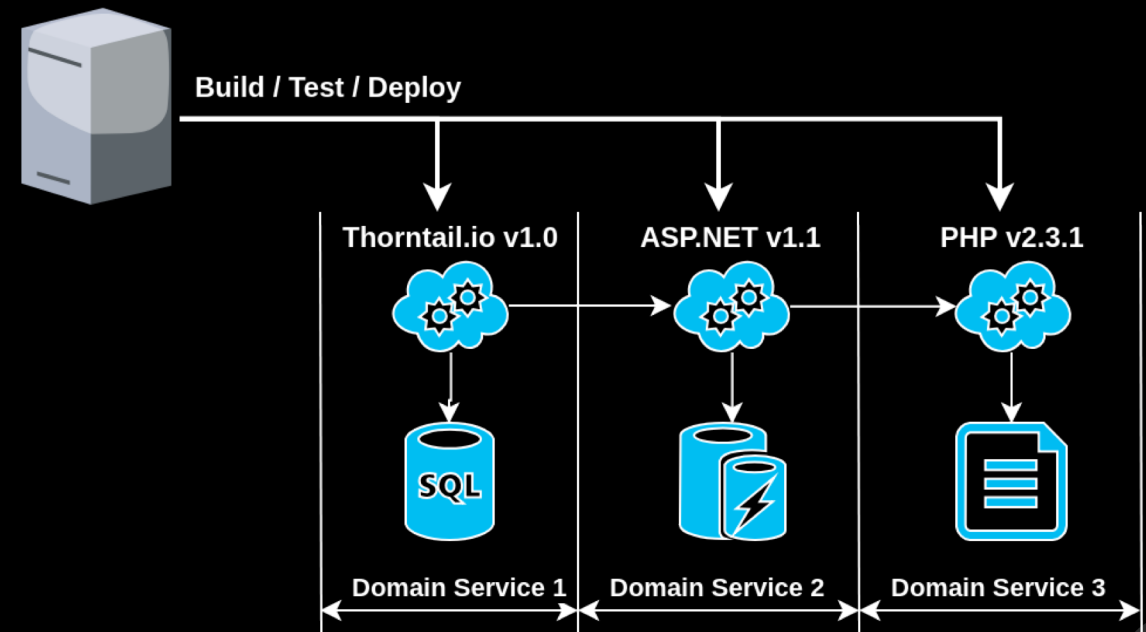 Build / Test / Deploy
Thorntail.io v1.0
ASP.NET v1.1
PHP v2.3.1
SQL
Domain Service 1
Domain Service 2
Domain Service 3